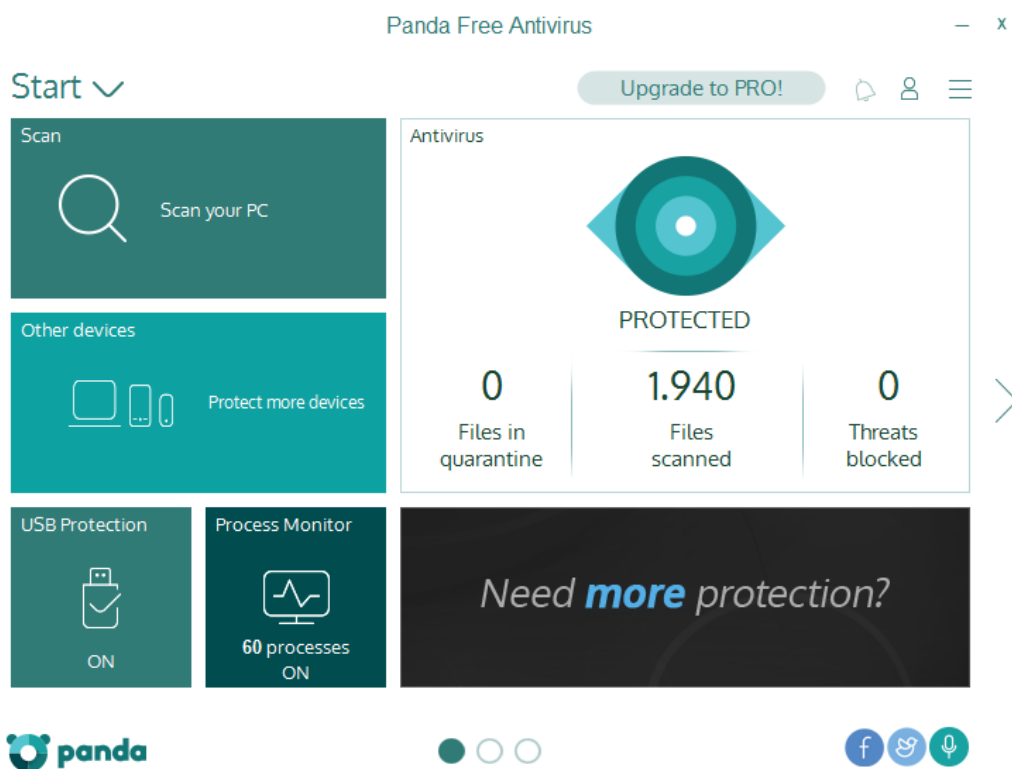 Panda Free Antivirus
Start
Upgrade to PRO!
Scan
Scan your PC
Antivirus
PROTECTED
0
Files in
quarantine
1.940
Files
scanned
0
Threats
blocked
Other devices
Protect more devices
USB Protection
ON
Process Monitor
60 processes
ON
Need more protection?
panda